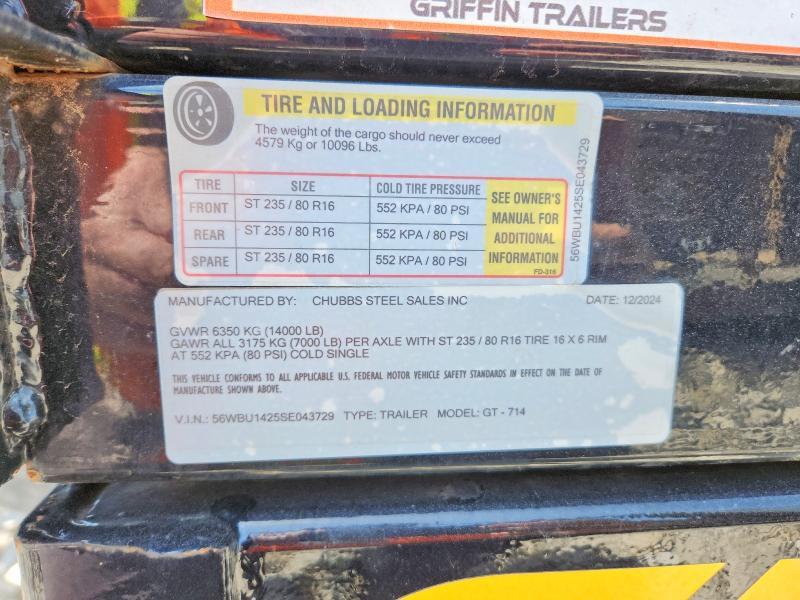 GRIFFIN TRAILERS
TIRE AND LOADING INFORMATION
The weight of the cargo should never exceed
4579 Kg or 10096 Lbs.
TIRE SIZE COLD TIRE PRESSURE
FRONT ST 235 / 80 R16 552 KPA / 80 PSI
REAR ST 235 / 80 R16 552 KPA / 80 PSI
SPARE ST 235 / 80 R16 552 KPA / 80 PSI
SEE OWNER'S
MANUAL FOR
ADDITIONAL
INFORMATION
FD-316
56WBU1425SE043729
MANUFACTURED BY: CHUBBS STEEL SALES INC DATE: 12/2024
GVWR 6350 KG (14000 LB)
GAWR ALL 3175 KG (7000 LB) PER AXLE WITH ST 235 / 80 R16 TIRE 16 X 6 RIM
AT 552 KPA (80 PSI) COLD SINGLE
THIS VEHICLE CONFORMS TO ALL APPLICABLE U.S. FEDERAL MOTOR VEHICLE SAFETY STANDARDS IN EFFECT ON THE DATE OF
MANUFACTURE SHOWN ABOVE.
V.I.N.: 56WBU1425SE043729 TYPE: TRAILER MODEL: GT - 714